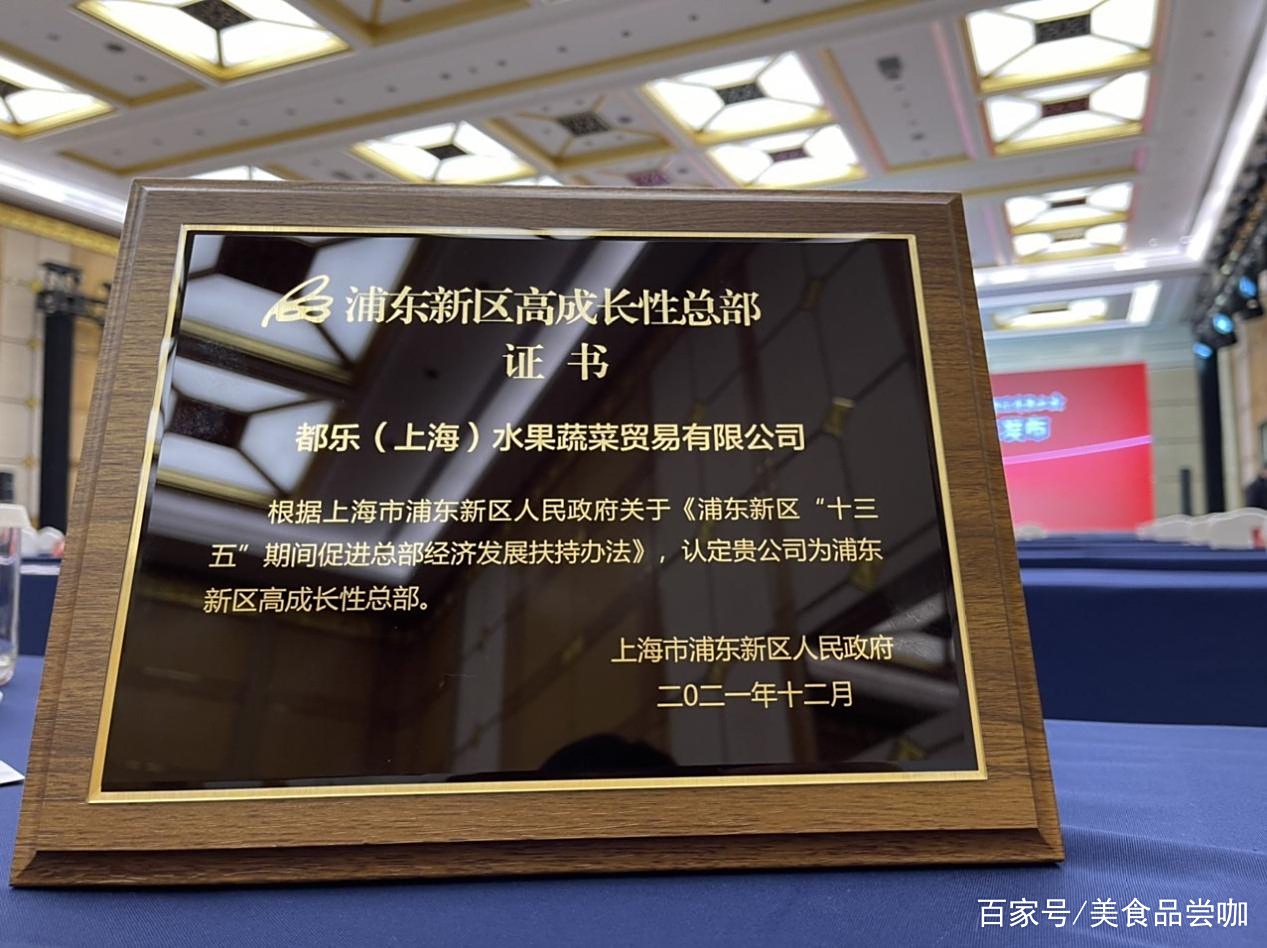 浦东新区高成长性总部
证 书
都乐（上海）水果蔬菜贸易有限公司
根据上海市浦东新区人民政府关于《浦东新区“十三
五”期间促进总部经济发展扶持办法》，认定贵公司为浦东
新区高成长性总部。
上海市浦东新区人民政府
二〇二一年十二月
发布
百家号/美食品尝咖